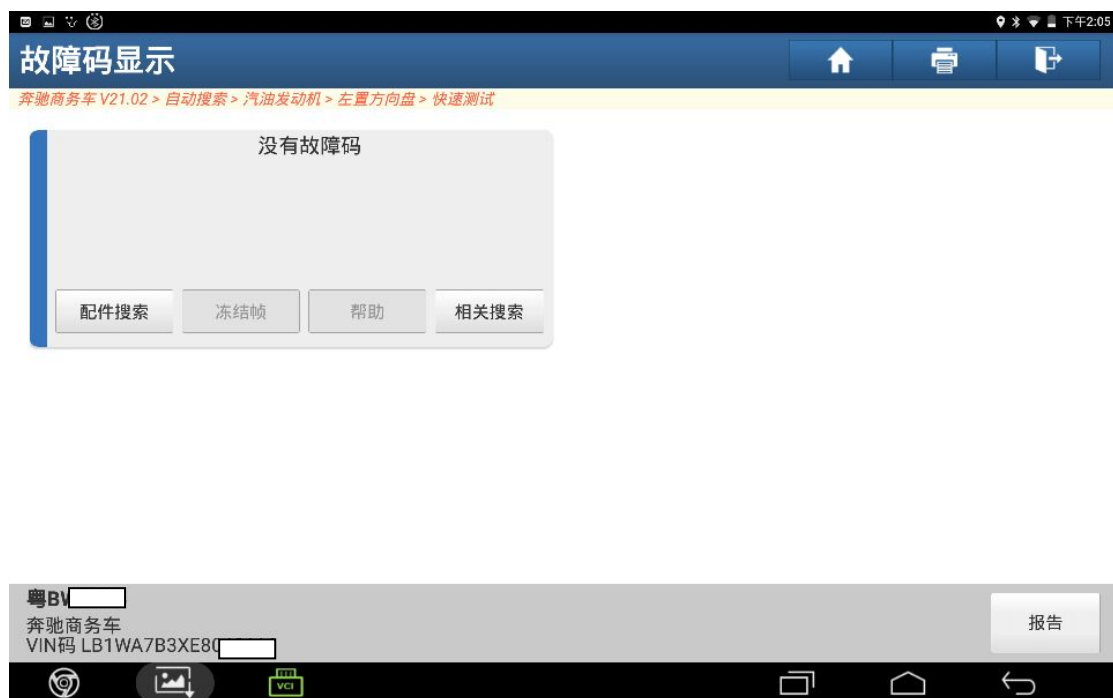 下午2:05
故障码显示
奔驰商务车 V21.02 > 自动搜索 > 汽油发动机 > 左置方向盘 > 快速测试
没有故障码
配件搜索 冻结帧 帮助 相关搜索
粤BW
奔驰商务车
VIN码 LB1WA7B3XE8
报告
VCI